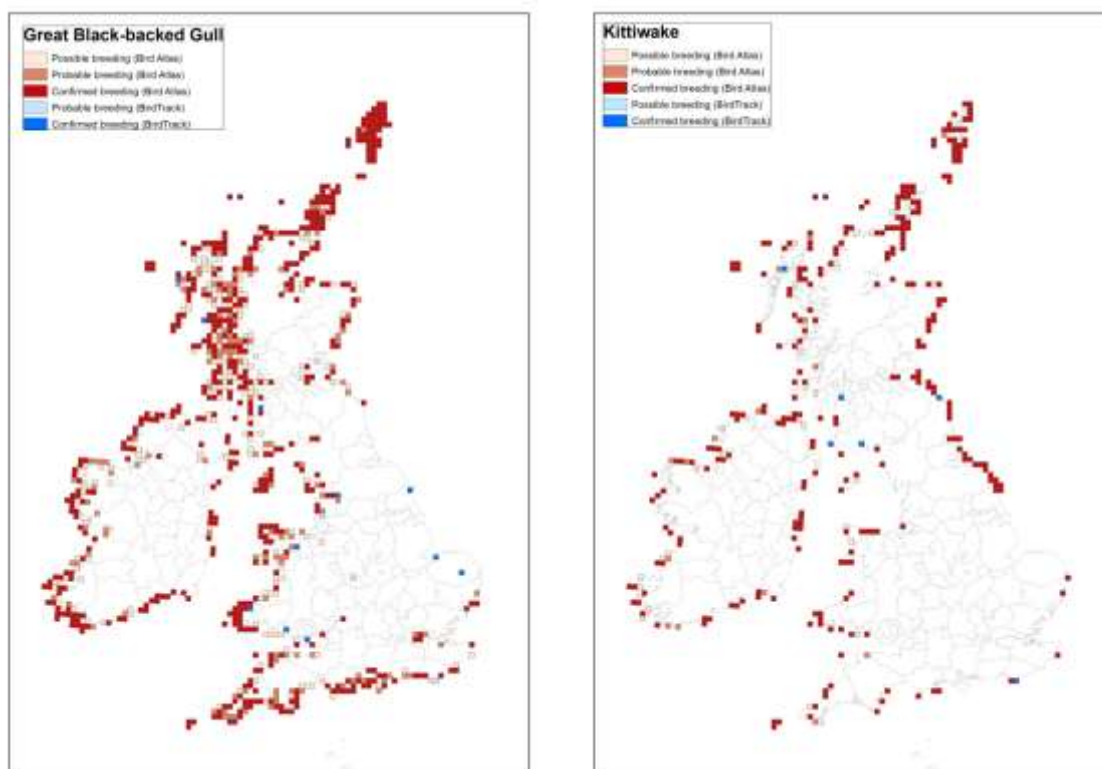 Great Black-backed Gull
Possible breeding (Bird Atlas)
Probable breeding (Bird Atlas)
Confirmed breeding (Bird Atlas)
Probable breeding (BirdTrack)
Confirmed breeding (BirdTrack)
Kittiwake
Possible breeding (Bird Atlas)
Probable breeding (Bird Atlas)
Confirmed breeding (Bird Atlas)
Possible breeding (BirdTrack)
Confirmed breeding (BirdTrack)